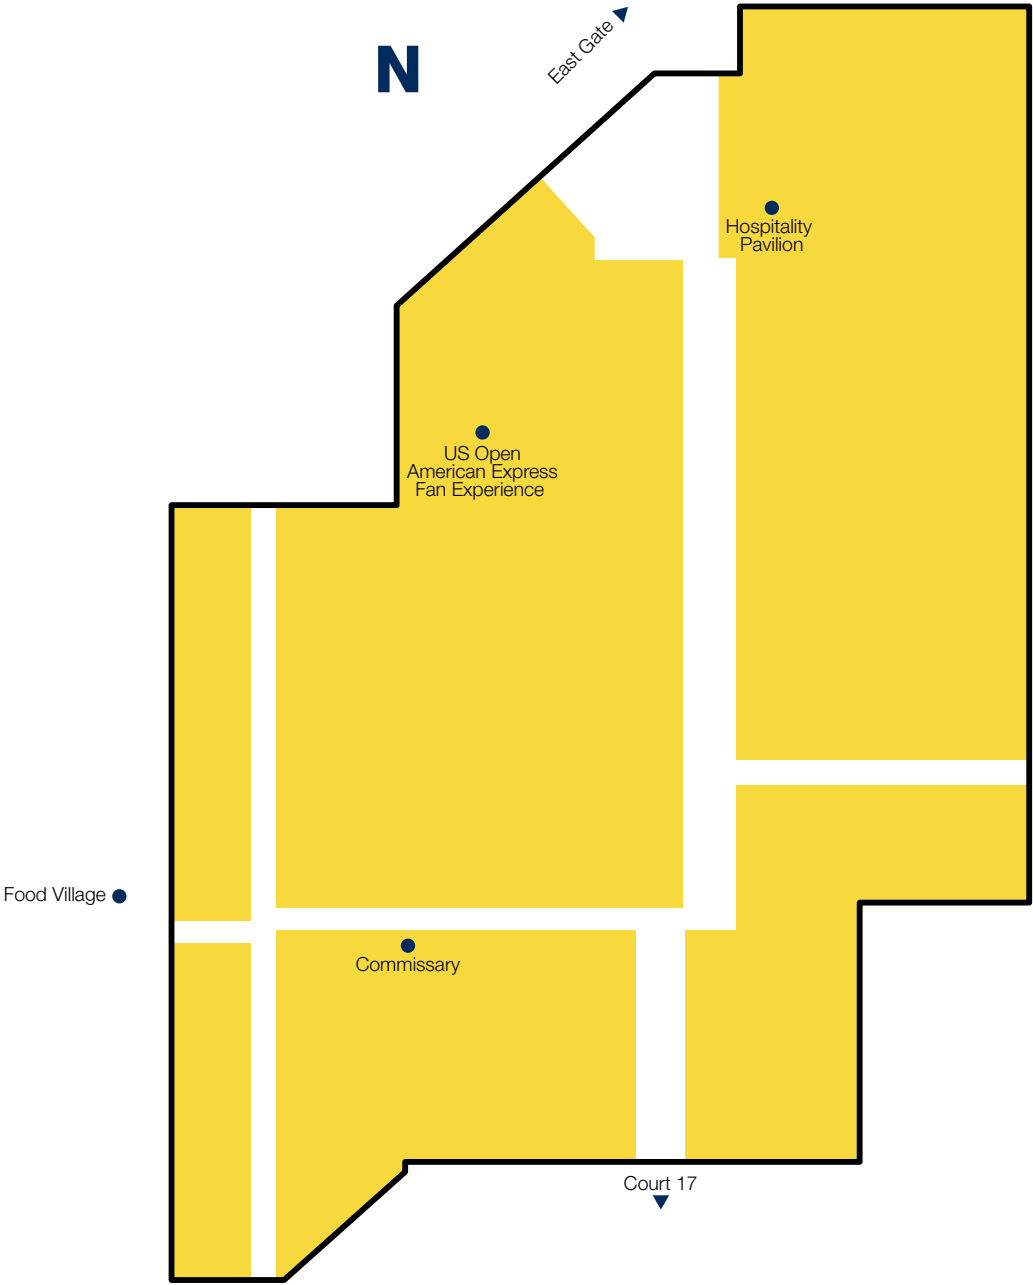 East Gate
N
Hospitality
Pavilion
US Open
American Express
Fan Experience
Food Village
Commissary
Court 17